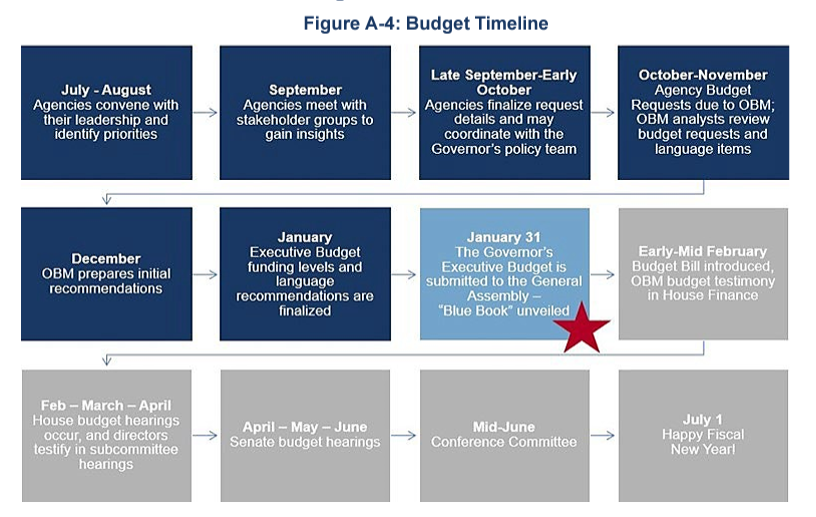 Figure A-4: Budget Timeline
July - August
Agencies convene with
their leadership and
identify priorities
September
Agencies meet with
stakeholder groups to
gain insights
Late September-Early
October
Agencies finalize request
details and may
coordinate with the
Governor's policy team
October-November
Agency Budget
Requests due to OBM;
OBM analysts review
budget requests and
language items
December
OBM prepares initial
recommendations
January
Executive Budget
funding levels and
language
recommendations are
finalized
January 31
The Governor's
Executive Budget is
submitted to the General
Assembly –
"Blue Book" unveiled
Early-Mid February
Budget Bill introduced,
OBM budget testimony
in House Finance
Feb – March – April
House budget hearings
occur, and directors
testify in subcommittee
hearings
April – May – June
Senate budget hearings
Mid-June
Conference Committee
July 1
Happy Fiscal
New Year!